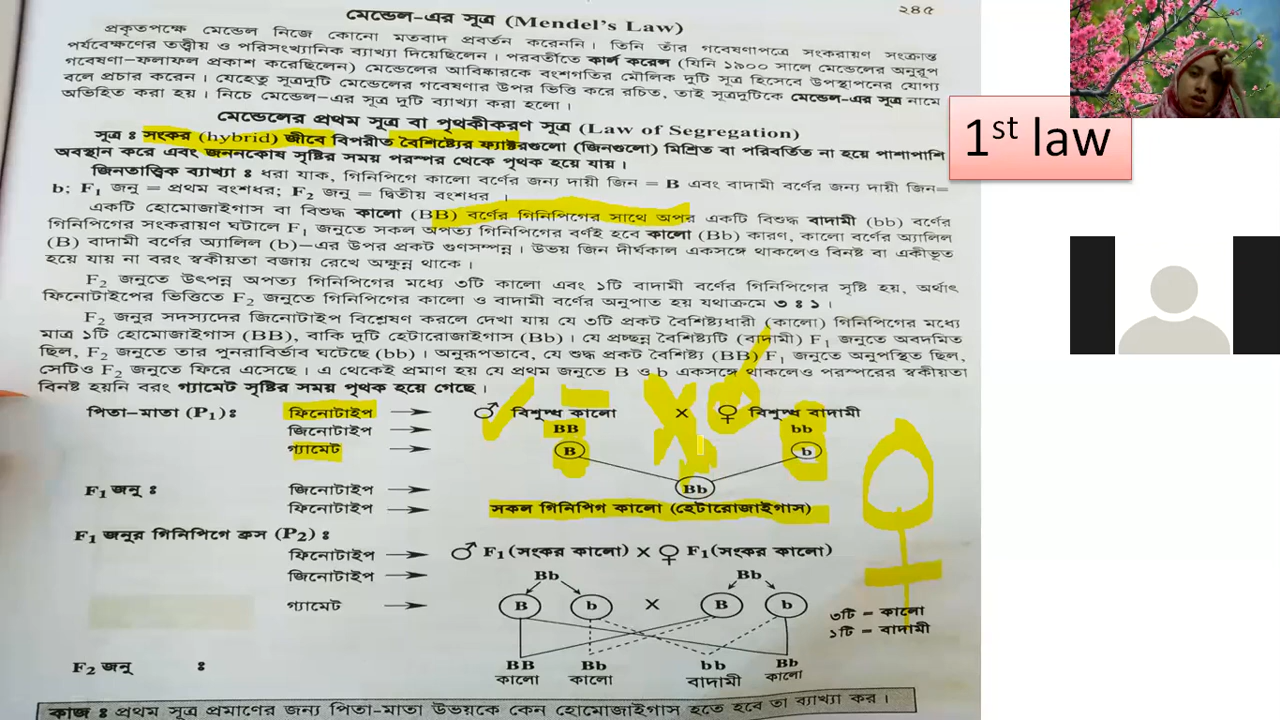 ২৪৫
মেন্ডেল-এর সূত্র (Mendel's Law)
প্রকৃতপক্ষে মেন্ডেল নিজে কোনো মতবাদ প্রবর্তন করেননি। তিনি তাঁর গবেষণাপত্রে সংকরায়ণ সংক্রান্ত
পর্যবেক্ষণের তত্ত্বীয় ও পরিসংখ্যানিক ব্যাখ্যা দিয়েছিলেন। পরবর্তীতে কার্ল করেন্স (যিনি ১৯০০ সালে মেন্ডেলের অনুরূপ
গবেষণা-ফলাফল প্রকাশ করেছিলেন) মেন্ডেলের আবিষ্কারকে বংশগতির মৌলিক দুটি সূত্র হিসেবে উপস্থাপনের যোগ্য
বলে প্রচার করেন। যেহেতু সূত্রদুটি মেন্ডেলের গবেষণার উপর ভিত্তি করে রচিত, তাই সূত্রদুটিকে মেন্ডেল-এর সূত্র নামে
অভিহিত করা হয়। নিচে মেন্ডেল-এর সূত্র দুটি ব্যাখ্যা করা হলো।
মেন্ডেলের প্রথম সূত্র বা পৃথকীকরণ সূত্র (Law of Segregation)
সূত্র ঃ সংকর (hybrid) জীবে বিপরীত বৈশিষ্ট্যের ফ্যাক্টরগুলো (জিনগুলো) মিশ্রিত বা পরিবর্তিত না হয়ে পাশাপাশি
অবস্থান করে এবং জননকোষ সৃষ্টির সময় পরস্পর থেকে পৃথক হয়ে যায়।
জিনতাত্ত্বিক ব্যাখ্যা ঃ ধরা যাক, গিনিপিগে কালো বর্ণের জন্য দায়ী জিন = B এবং বাদামী বর্ণের জন্য দায়ী জিন=
b; F₁ জনু = প্রথম বংশধর; F₂ জনু = দ্বিতীয় বংশধর ।
একটি হোমোজাইগাস বা বিশুদ্ধ কালো (BB) বর্ণের গিনিপিগের সাথে অপর একটি বিশুদ্ধ বাদামী (bb) বর্ণের
গিনিপিগের সংকরায়ণ ঘটালে F₁ জনুতে সকল অপত্য গিনিপিগের বর্ণই হবে কালো (Bb) কারণ, কালো বর্ণের অ্যালিল
(B) বাদামী বর্ণের অ্যালিল (b)-এর উপর প্রকট গুণসম্পন্ন। উভয় জিন দীর্ঘকাল একসঙ্গে থাকলেও বিনষ্ট বা একীভূত
হয়ে যায় না বরং স্বকীয়তা বজায় রেখে অক্ষুন্ন থাকে।
F₂ জনুতে উৎপন্ন অপত্য গিনিপিগের মধ্যে ৩টি কালো এবং ১টি বাদামী বর্ণের গিনিপিগের সৃষ্টি হয়, অর্থাৎ
ফিনোটাইপের ভিত্তিতে F₂ জনুতে গিনিপিগের কালো ও বাদামী বর্ণের অনুপাত হয় যথাক্রমে ৩ ঃ ১।
F₂ জনুর সদস্যদের জিনোটাইপ বিশ্লেষণ করলে দেখা যায় যে ৩টি প্রকট বৈশিষ্ট্যধারী (কালো) গিনিপিগের মধ্যে
মাত্র ১টি হোমোজাইগাস (BB), বাকি দুটি হেটারোজাইগাস (Bb)। যে প্রচ্ছন্ন বৈশিষ্ট্যটি (বাদামী) F₁ জনুতে অবদমিত
ছিল, F₂ জনুতে তার পুনরাবির্ভাব ঘটেছে (bb)। অনুরূপভাবে, যে শুদ্ধ প্রকট বৈশিষ্ট্য (BB) F₁ জনুতে অনুপস্থিত ছিল,
সেটিও F₂ জনুতে ফিরে এসেছে। এ থেকেই প্রমাণ হয় যে প্রথম জনুতে B ও b একসঙ্গে থাকলেও পরস্পরের স্বকীয়তা
বিনষ্ট হয়নি বরং গ্যামেট সৃষ্টির সময় পৃথক হয়ে গেছে।
পিতা-মাতা (P₁) ঃ ফিনোটাইপ → ♂ বিশুদ্ধ কালো × ♀ বিশুদ্ধ বাদামী
জিনোটাইপ → BB bb
গ্যামেট → B b
F₁ জনু ঃ জিনোটাইপ → Bb
ফিনোটাইপ → সকল গিনিপিগ কালো (হেটারোজাইগাস)
F₁ জনুর গিনিপিগে ক্রস (P₂) ঃ
ফিনোটাইপ → ♂ F₁ (সংকর কালো) × ♀ F₁ (সংকর কালো)
জিনোটাইপ → Bb Bb
গ্যামেট → B b × B b
৩টি = কালো
১টি = বাদামী
F₂ জনু ঃ BB Bb bb Bb
কালো কালো বাদামী কালো
কাজ ঃ প্রথম সূত্র প্রমাণের জন্য পিতা-মাতা উভয়কে কেন হোমোজাইগাস হতে হবে তা ব্যাখ্যা কর।
1st law